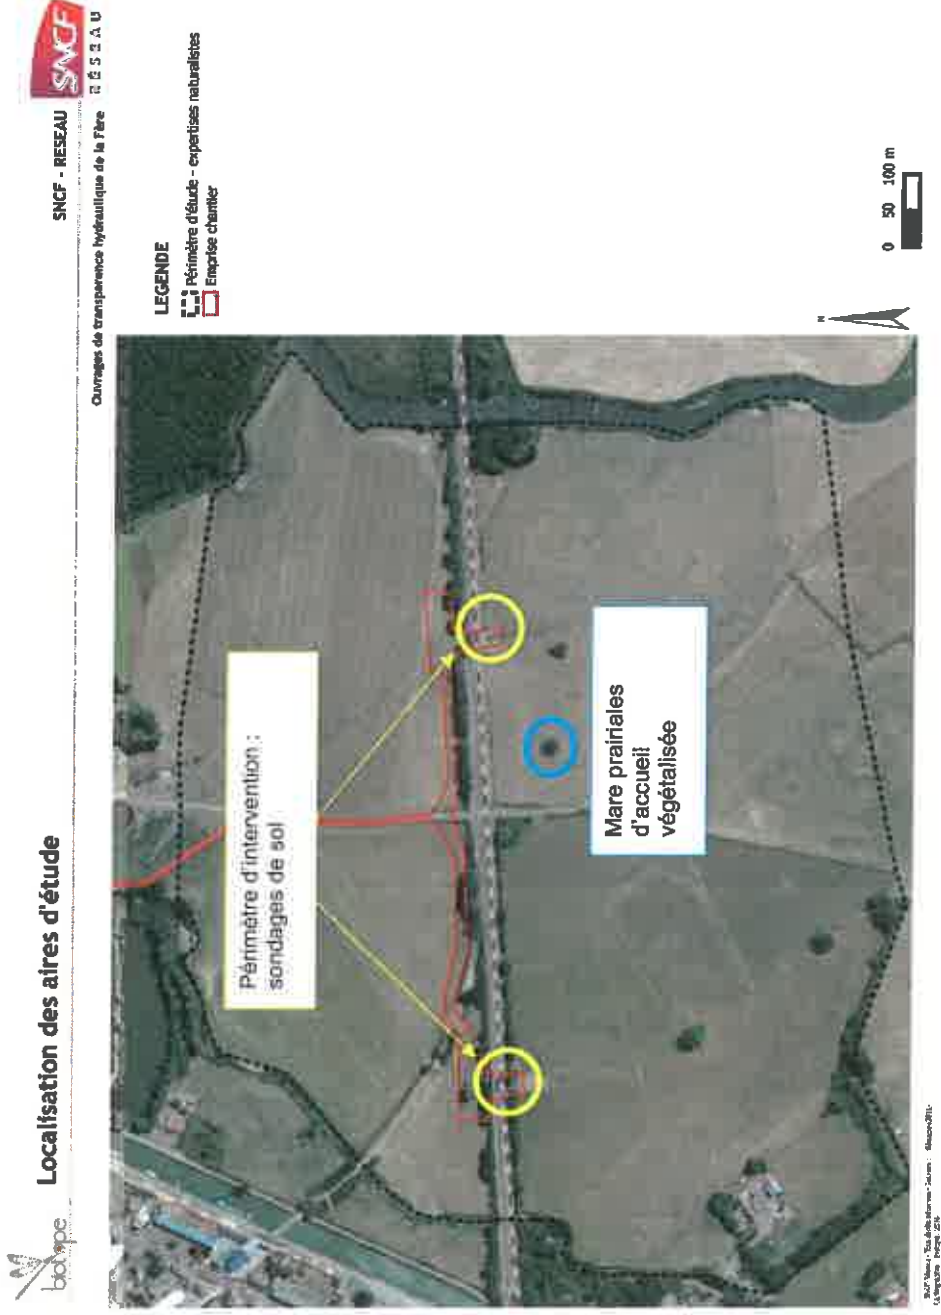 biotope
Localisation des aires d'étude
SNCF - RESEAU
SNCF
RÉSEAU
Ouvrages de transparence hydraulique de la Fère
LEGENDE
Périmètre d'étude – expertises naturalistes
Emprise chantier
Périmètre d'intervention :
sondages de sol
Mare prairiales
d'accueil
végétalisée
N
0 50 100 m